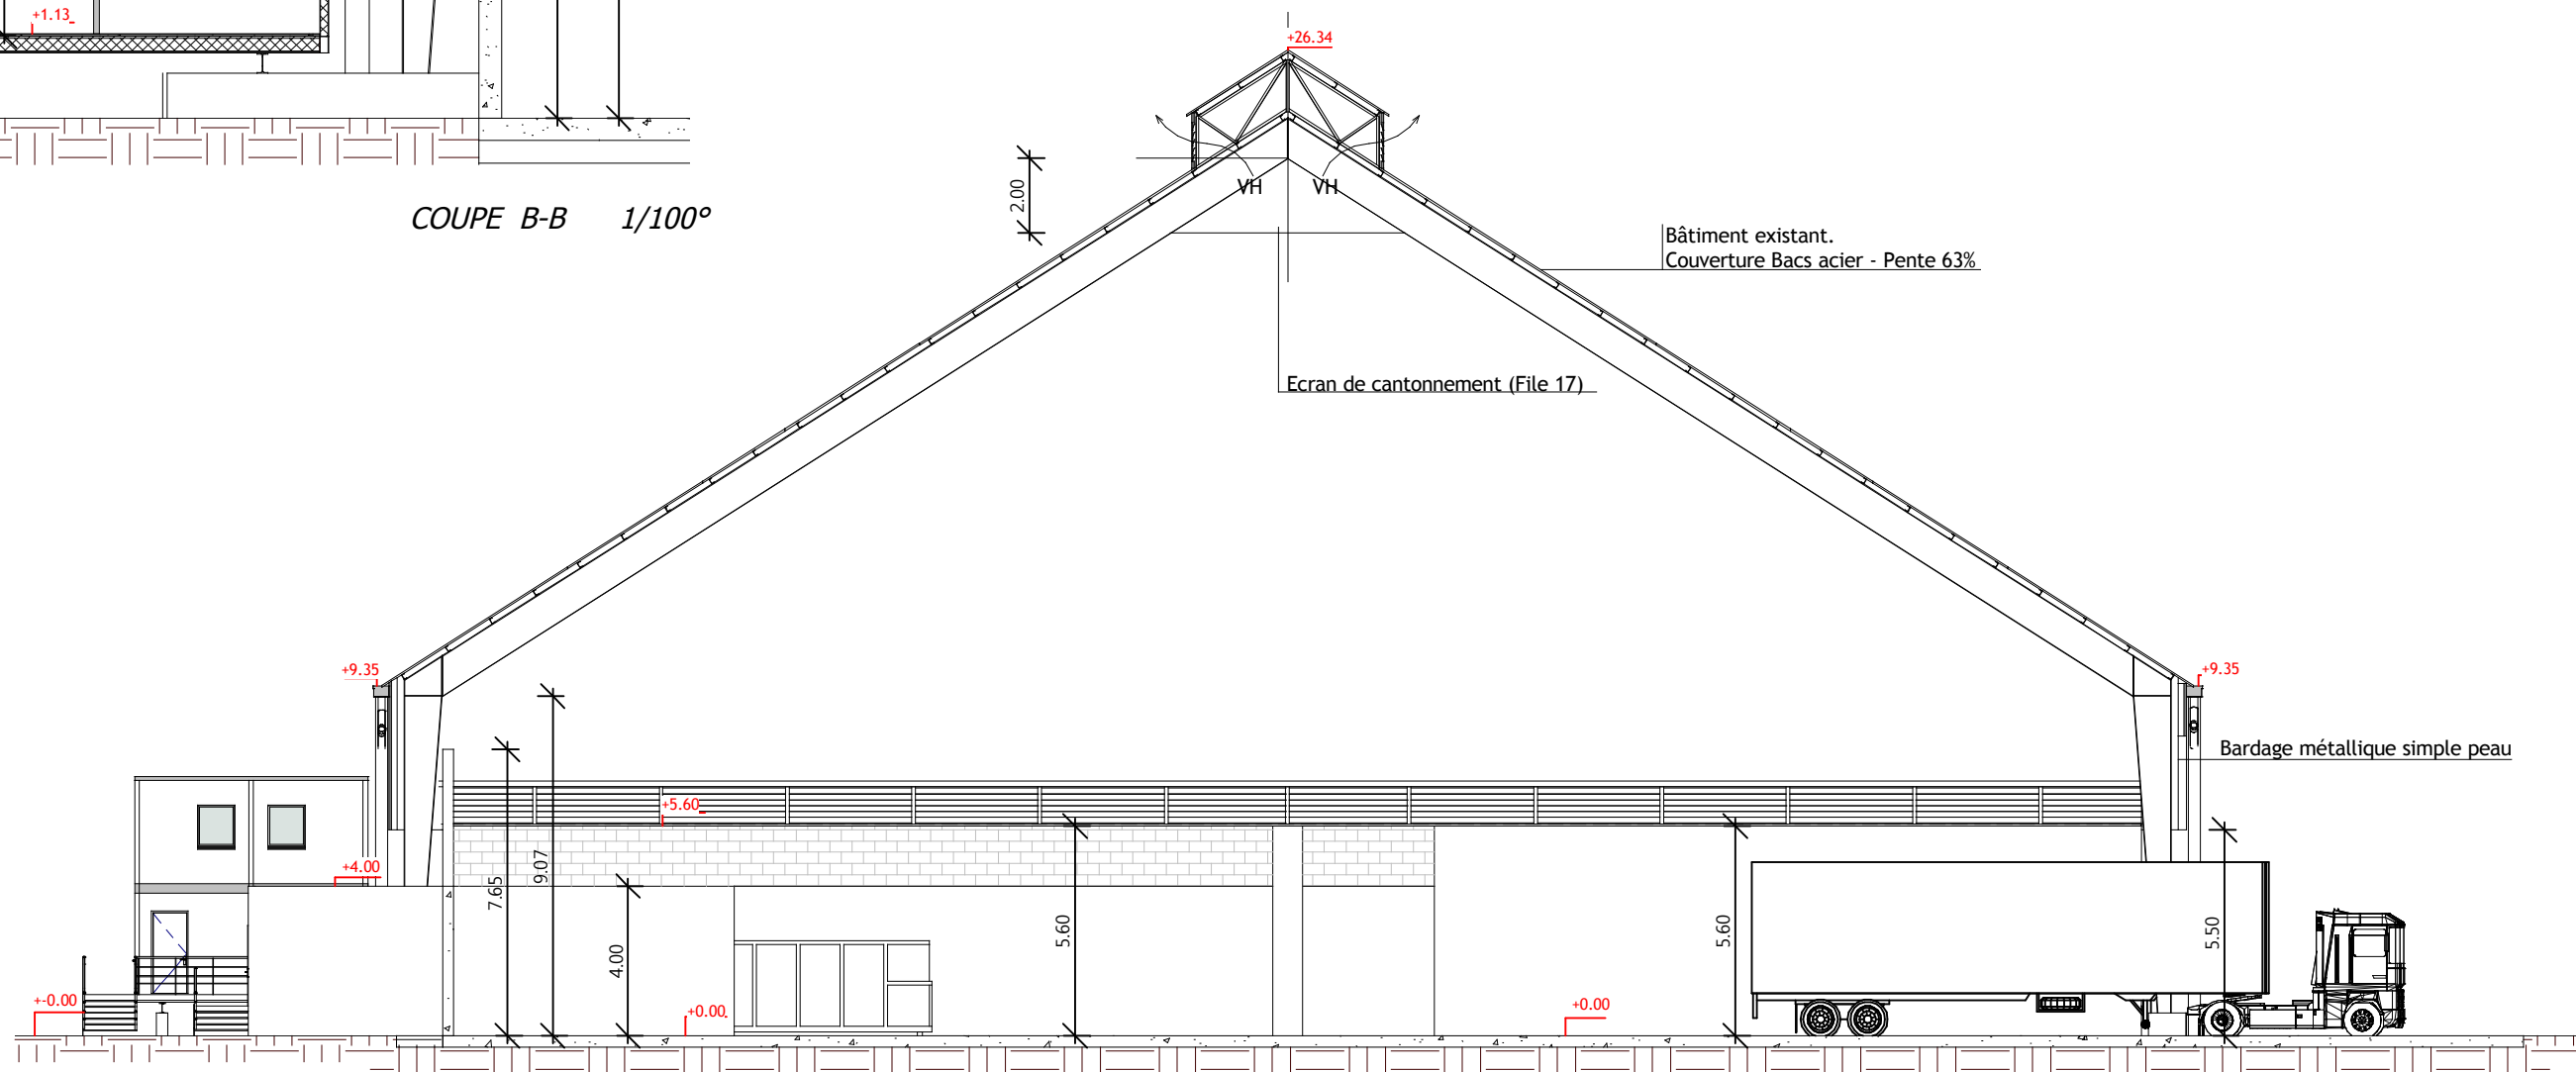 +1.13
+26.34
2.00
VH
VH
COUPE B-B 1/100°
Bâtiment existant.
Couverture Bacs acier - Pente 63%
Ecran de cantonnement (File 17)
+9.35
+9.35
Bardage métallique simple peau
+5.60
+4.00
7.65
9.07
4.00
5.60
5.60
5.50
+-0.00
+0.00
+0.00